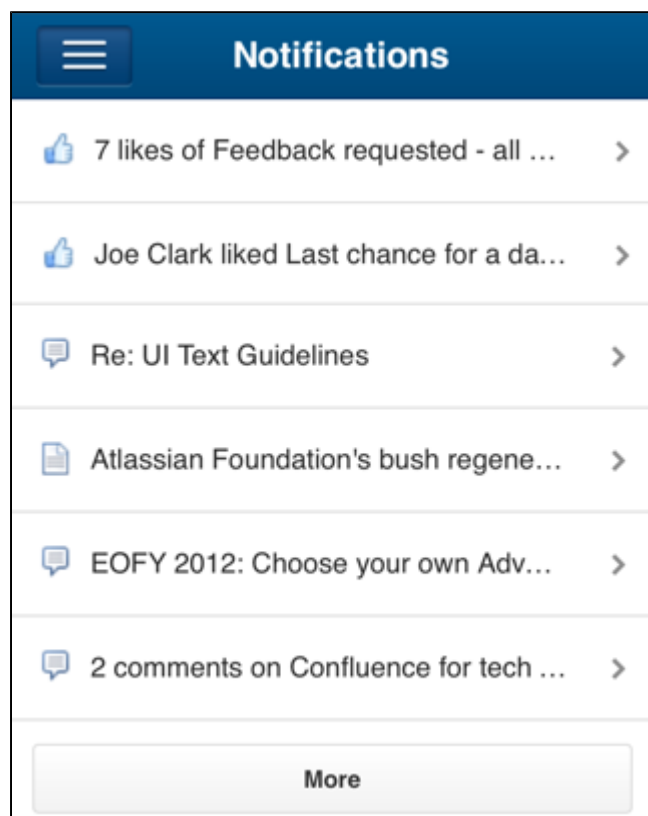 Notifications
7 likes of Feedback requested - all ...
Joe Clark liked Last chance for a da...
Re: UI Text Guidelines
Atlassian Foundation's bush regene...
EOFY 2012: Choose your own Adv...
2 comments on Confluence for tech ...
More